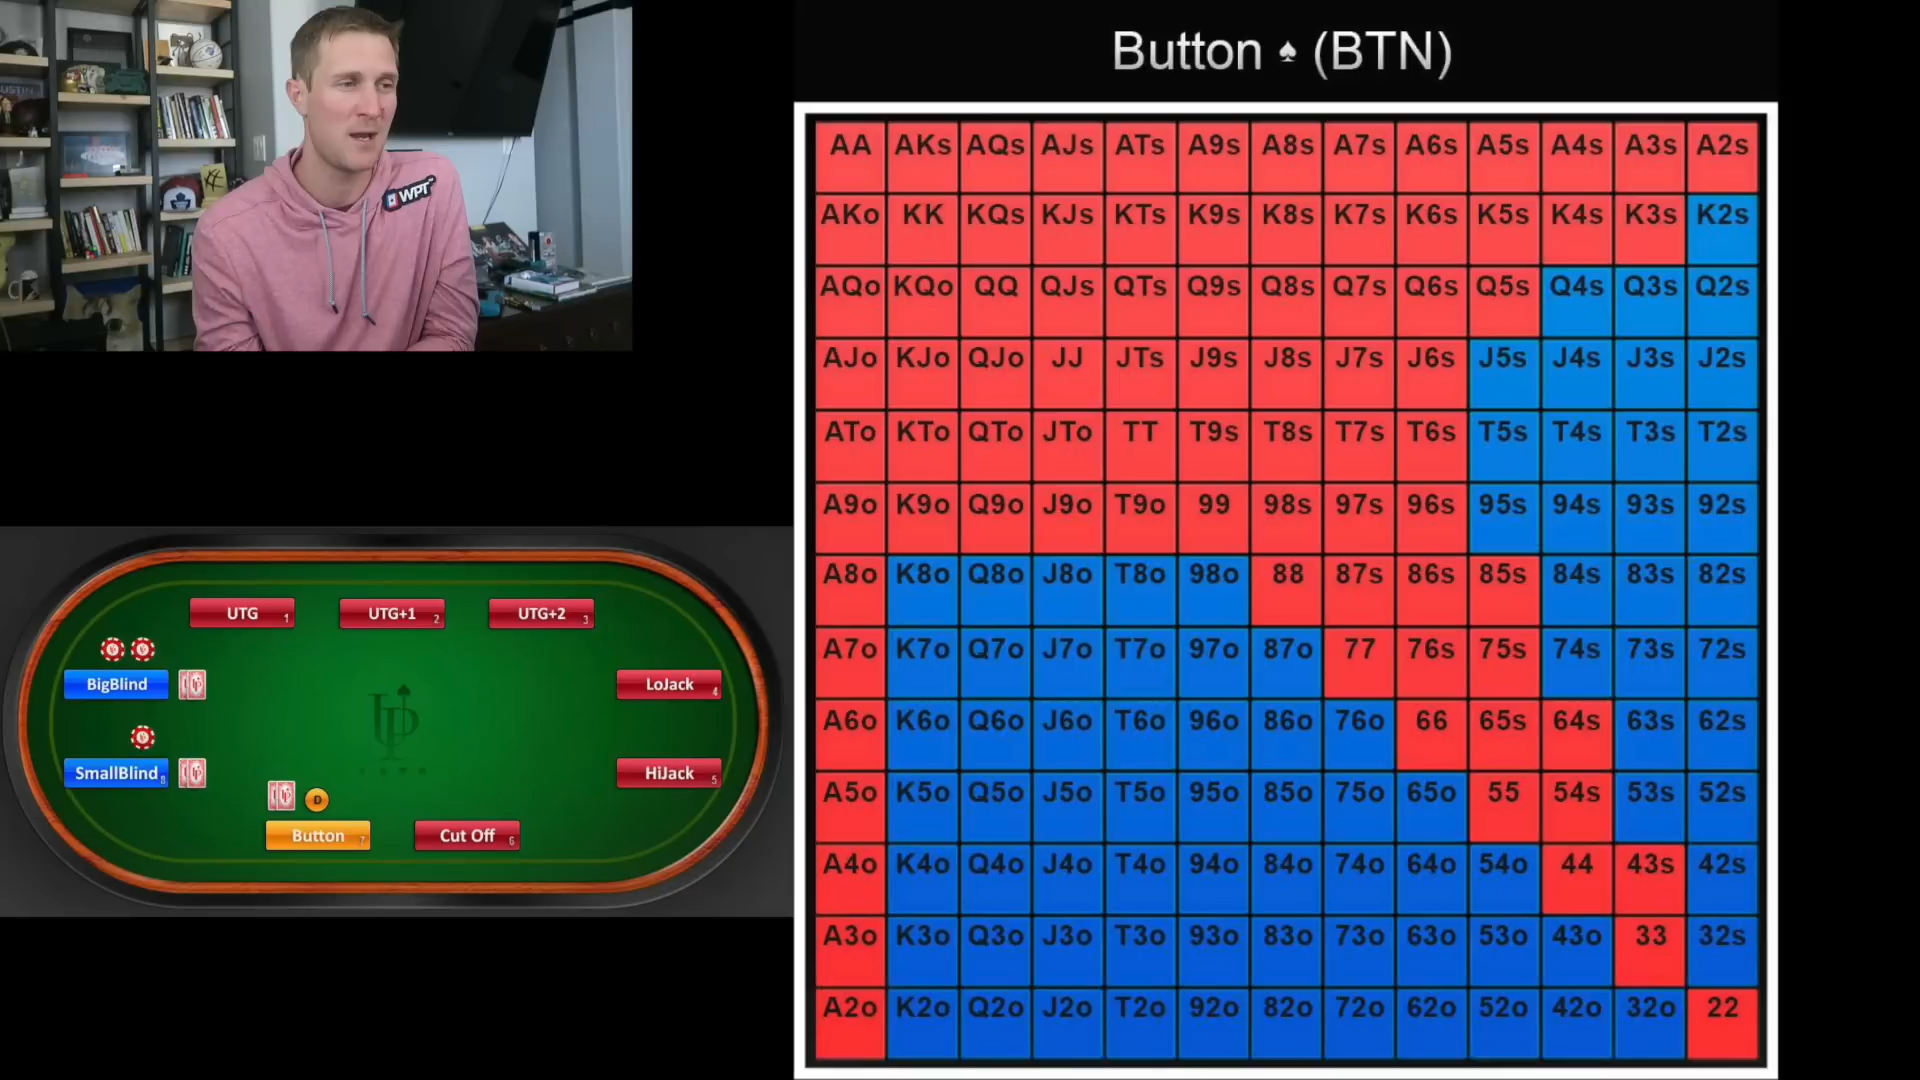 Button ♠ (BTN)
AA AKs AQs AJs ATs A9s A8s A7s A6s A5s A4s A3s A2s
AKo KK KQs KJs KTs K9s K8s K7s K6s K5s K4s K3s K2s
AQo KQo QQ QJs QTs Q9s Q8s Q7s Q6s Q5s Q4s Q3s Q2s
AJo KJo QJo JJ JTs J9s J8s J7s J6s J5s J4s J3s J2s
ATo KTo QTo JTo TT T9s T8s T7s T6s T5s T4s T3s T2s
A9o K9o Q9o J9o T9o 99 98s 97s 96s 95s 94s 93s 92s
A8o K8o Q8o J8o T8o 98o 88 87s 86s 85s 84s 83s 82s
A7o K7o Q7o J7o T7o 97o 87o 77 76s 75s 74s 73s 72s
A6o K6o Q6o J6o T6o 96o 86o 76o 66 65s 64s 63s 62s
A5o K5o Q5o J5o T5o 95o 85o 75o 65o 55 54s 53s 52s
A4o K4o Q4o J4o T4o 94o 84o 74o 64o 54o 44 43s 42s
A3o K3o Q3o J3o T3o 93o 83o 73o 63o 53o 43o 33 32s
A2o K2o Q2o J2o T2o 92o 82o 72o 62o 52o 42o 32o 22
WPT
UTG 1 UTG+1 2 UTG+2 3
BigBlind LoJack 4
SmallBlind 8 HiJack 5
D
Button 7 Cut Off 6